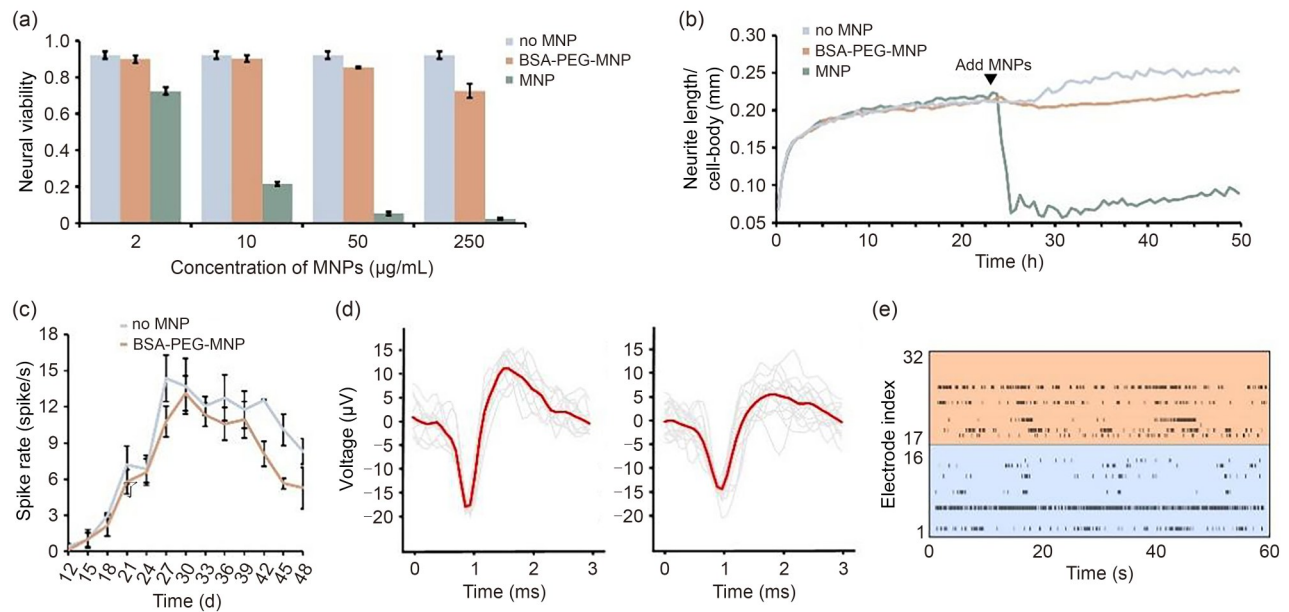 (a)
no MNP
BSA-PEG-MNP
MNP
Neural viability
1.0
0.8
0.6
0.4
0.2
0
2 10 50 250
Concentration of MNPs (μg/mL)
(b)
no MNP
BSA-PEG-MNP
MNP
Add MNPs
Neurite length/
cell-body (mm)
0.30
0.25
0.20
0.15
0.10
0.05
0 10 20 30 40 50
Time (h)
(c)
no MNP
BSA-PEG-MNP
Spike rate (spike/s)
18
15
12
9
6
3
0
12 15 18 21 24 27 30 33 36 39 42 45 48
Time (d)
(d)
Voltage (μV)
15
10
5
0
−5
−10
−15
−20
0 1 2 3
Time (ms)
15
10
5
0
−5
−10
−15
−20
0 1 2 3
Time (ms)
(e)
Electrode index
32
17
16
1
0 20 40 60
Time (s)